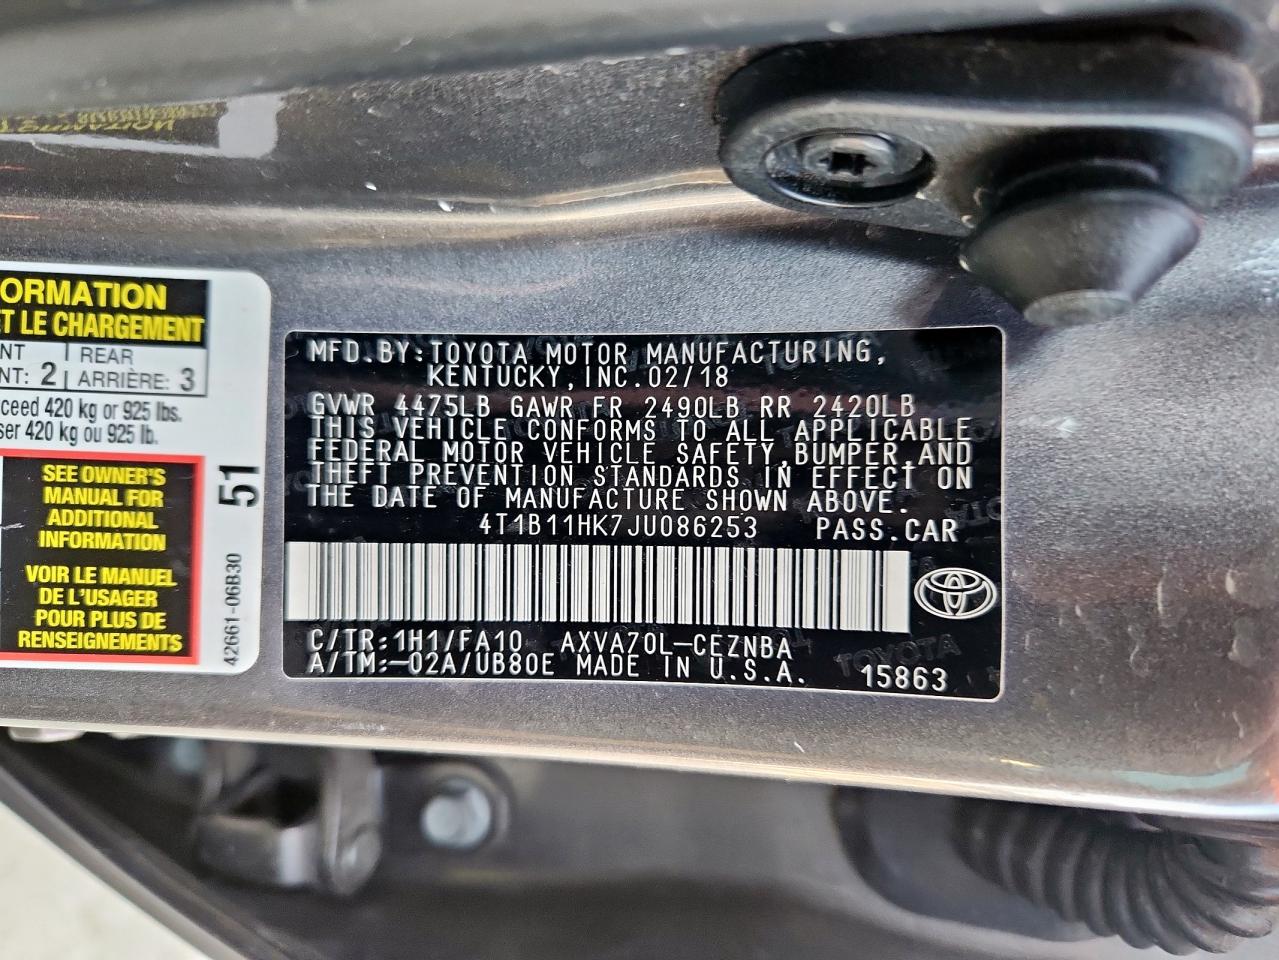 ORMATION
ET LE CHARGEMENT
NT | REAR
NT: 2 | ARRIÈRE: 3
xceed 420 kg or 925 lbs.
ser 420 kg ou 925 lb.
SEE OWNER'S
MANUAL FOR
ADDITIONAL
INFORMATION
VOIR LE MANUEL
DE L'USAGER
POUR PLUS DE
RENSEIGNEMENTS
51
42661-06B30
MFD.BY:TOYOTA MOTOR MANUFACTURING,
KENTUCKY,INC.02/18
GVWR 4475LB GAWR FR 2490LB RR 2420LB
THIS VEHICLE CONFORMS TO ALL APPLICABLE
FEDERAL MOTOR VEHICLE SAFETY,BUMPER,AND
THEFT PREVENTION STANDARDS IN EFFECT ON
THE DATE OF MANUFACTURE SHOWN ABOVE.
4T1B11HK7JU086253 PASS.CAR
C/TR:1H1/FA10 AXVA70L-CEZNBA
A/TM:-02A/UB80E MADE IN U.S.A. 15863